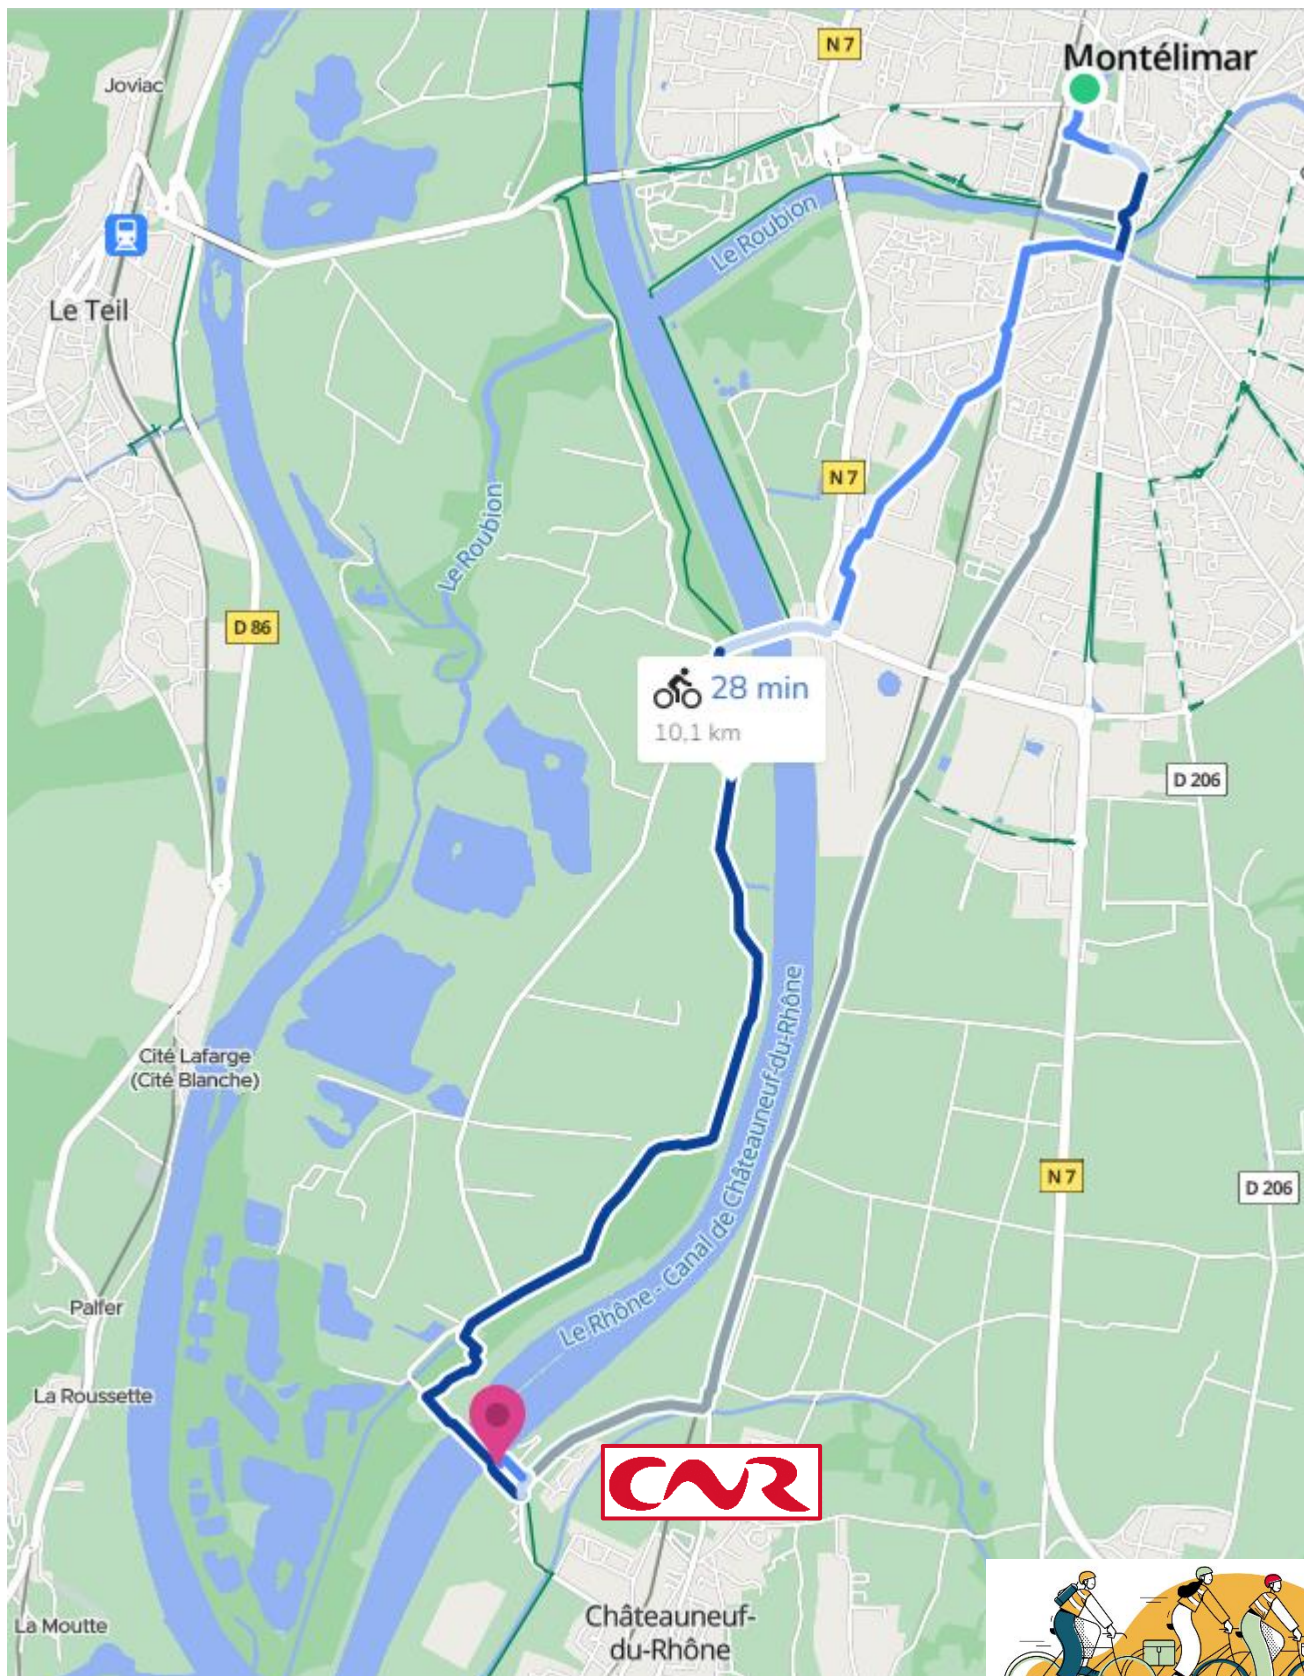 N 7
Montélimar
Joviac
Le Roubion
Le Teil
N 7
Le Roubion
D 86
28 min
10,1 km
D 206
Le Rhône - Canal de Châteauneuf-du-Rhône
Cité Lafarge
(Cité Blanche)
N 7
D 206
Palfer
La Roussette
CNR
Châteauneuf-
du-Rhône
La Moutte